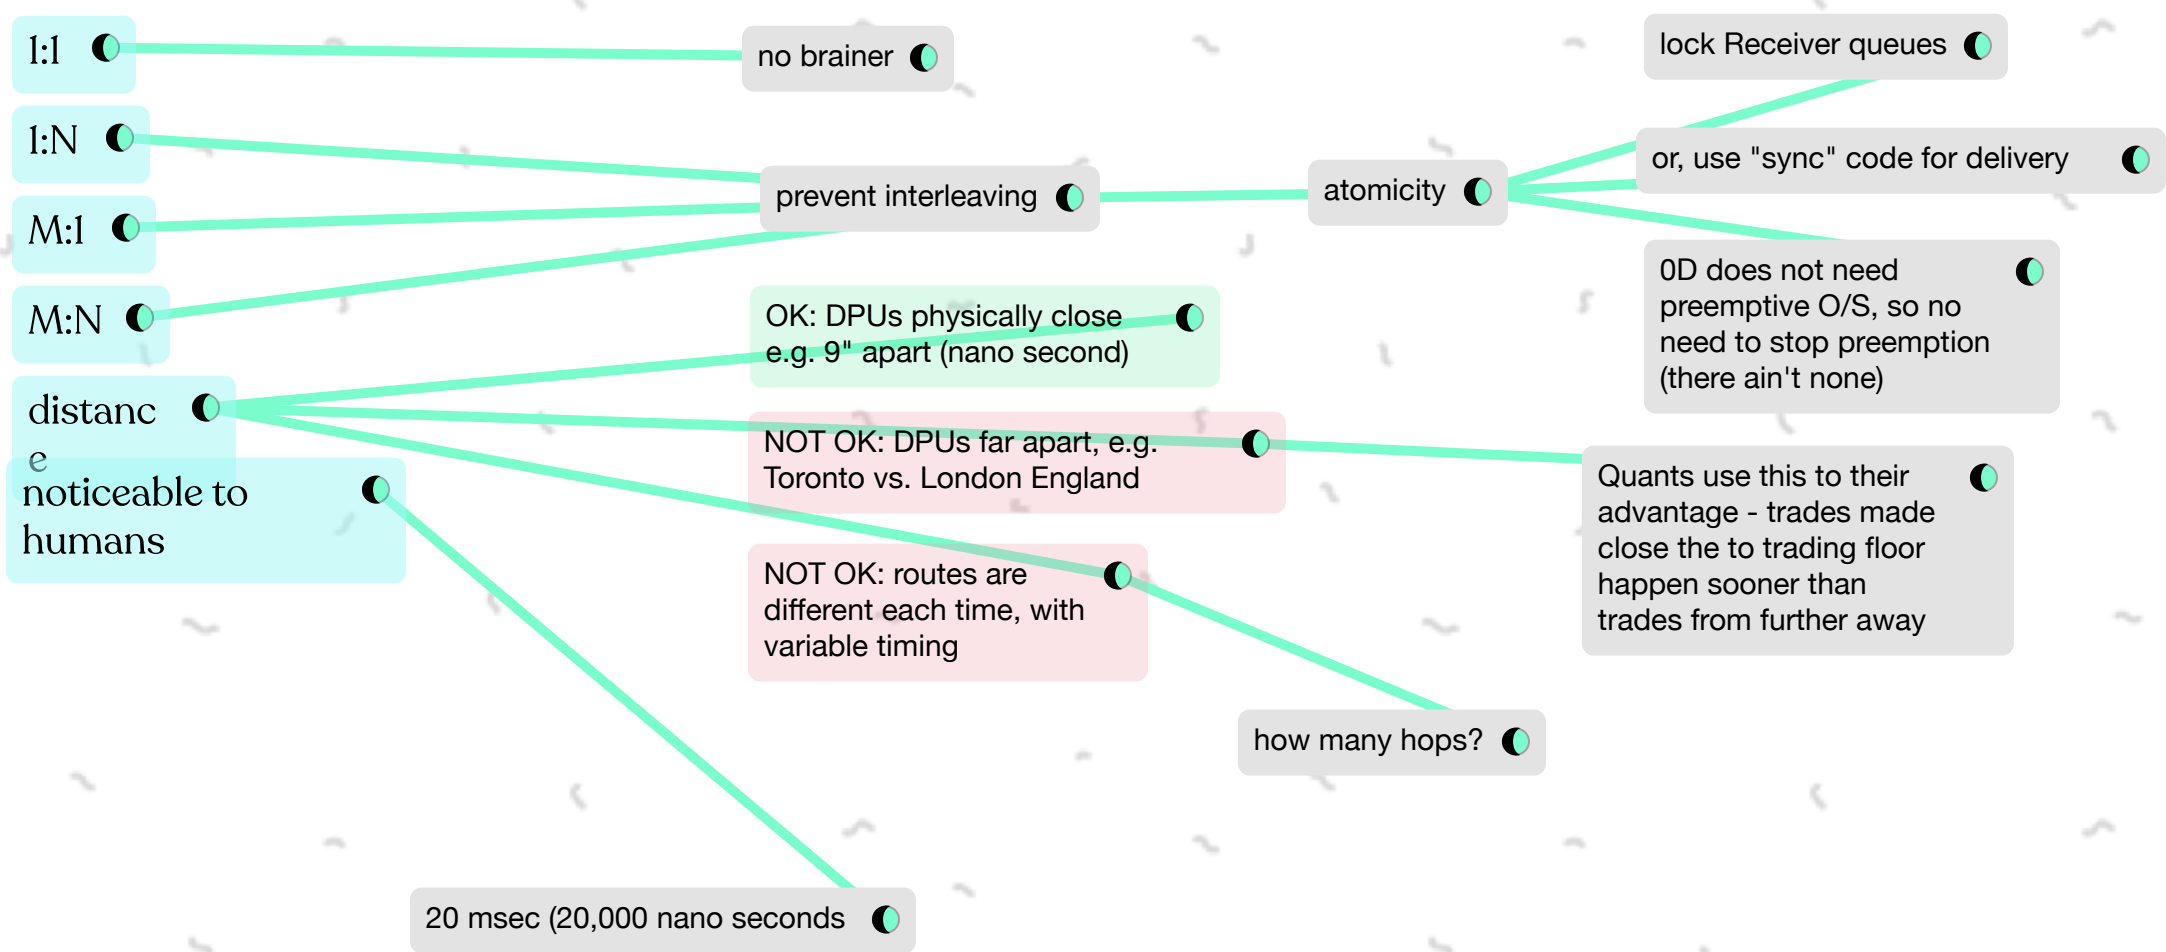 1:1
no brainer
lock Receiver queues
1:N
or, use "sync" code for delivery
prevent interleaving
atomicity
M:1
M:N
0D does not need
preemptive O/S, so no
need to stop preemption
(there ain't none)
OK: DPUs physically close
e.g. 9" apart (nano second)
distanc
e
NOT OK: DPUs far apart, e.g.
Toronto vs. London England
Quants use this to their
advantage - trades made
close the to trading floor
happen sooner than
trades from further away
noticeable to
humans
NOT OK: routes are
different each time, with
variable timing
how many hops?
20 msec (20,000 nano seconds